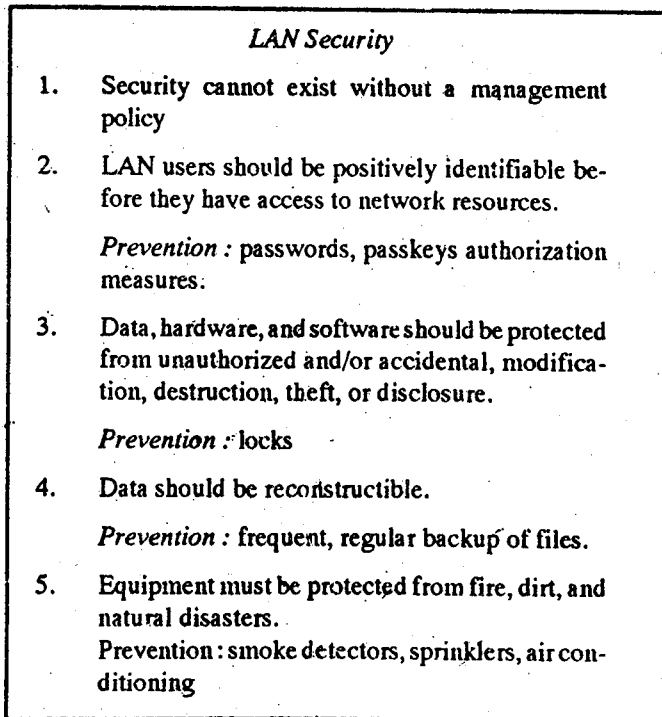 LAN Security
1. Security cannot exist without a management
policy
2. LAN users should be positively identifiable be-
fore they have access to network resources.
Prevention : passwords, passkeys authorization
measures.
3. Data, hardware, and software should be protected
from unauthorized and/or accidental, modifica-
tion, destruction, theft, or disclosure.
Prevention : locks
4. Data should be reconstructible.
Prevention : frequent, regular backup of files.
5. Equipment must be protected from fire, dirt, and
natural disasters.
Prevention : smoke detectors, sprinklers, air con-
ditioning